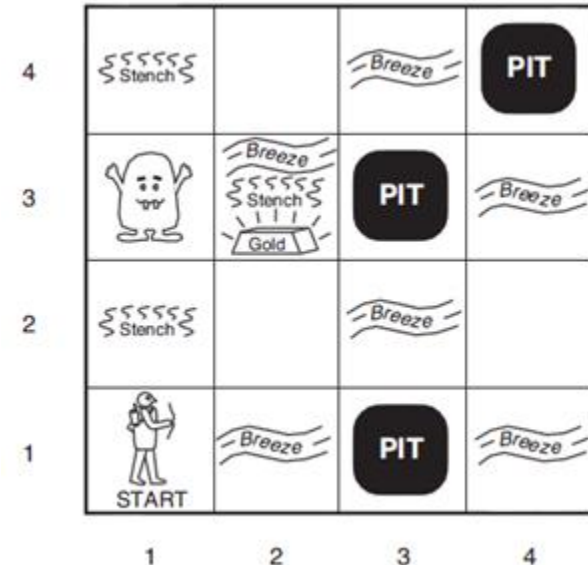 4
Stench
Breeze
PIT
3
Breeze
Stench
Gold
PIT
Breeze
2
Stench
Breeze
1
START
Breeze
PIT
Breeze
1 2 3 4